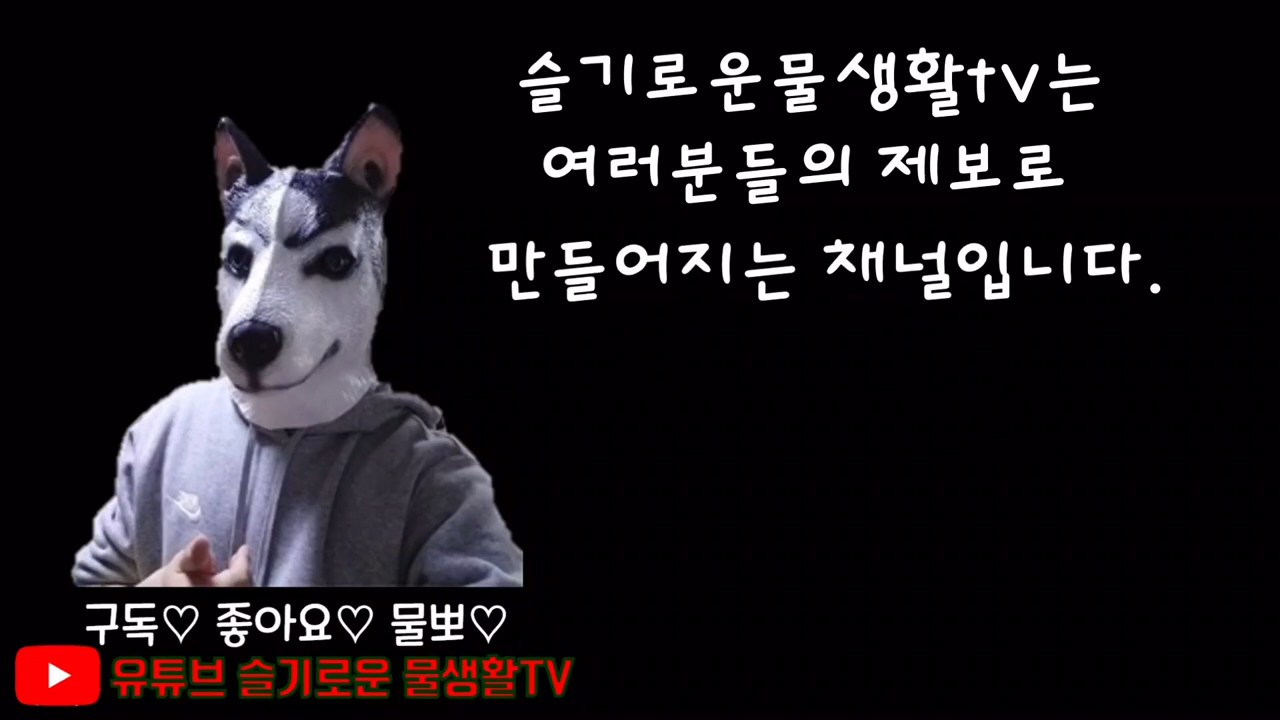 슬기로운물생활tv는
여러분들의 제보로
만들어지는 채널입니다.
구독♡ 좋아요♡ 물뽀♡
유튜브 슬기로운 물생활TV